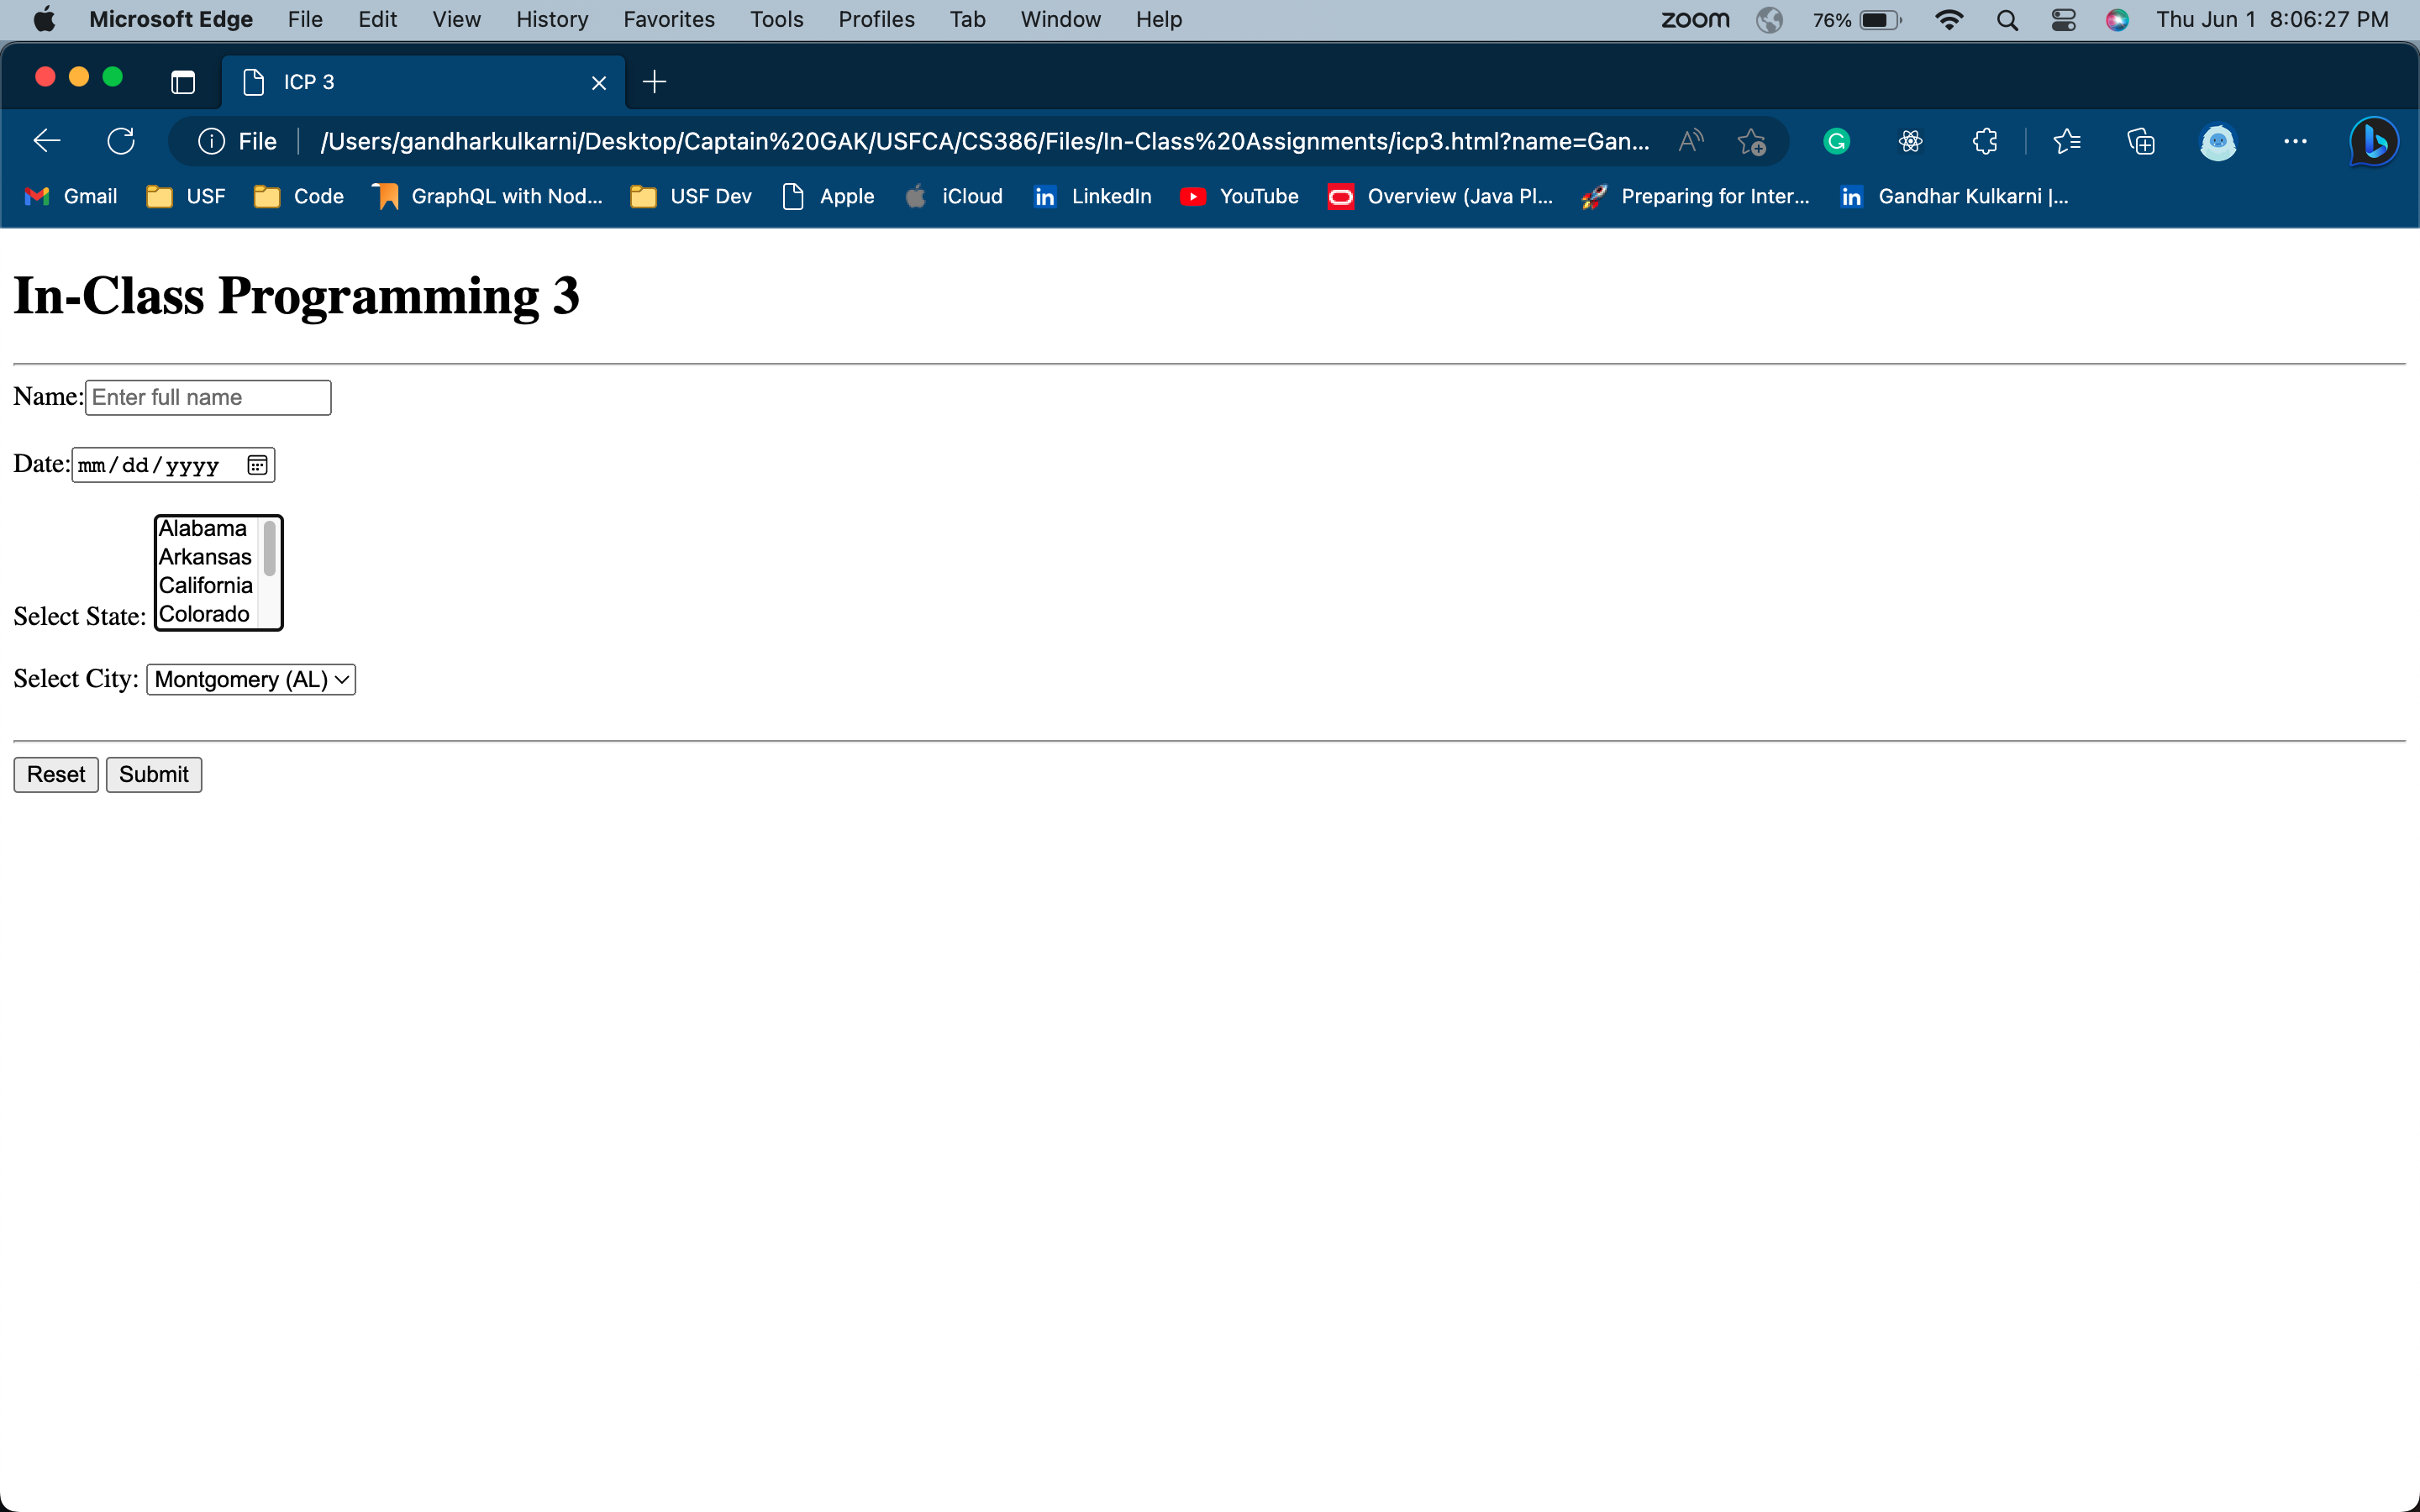 Microsoft Edge File Edit View History Favorites Tools Profiles Tab Window Help zoom 76% Thu Jun 1 8:06:27 PM
ICP 3
File /Users/gandharkulkarni/Desktop/Captain%20GAK/USFCA/CS386/Files/In-Class%20Assignments/icp3.html?name=Gan...
Gmail USF Code GraphQL with Nod... USF Dev Apple iCloud LinkedIn YouTube Overview (Java Pl... Preparing for Inter... Gandhar Kulkarni |...
In-Class Programming 3
Name: Enter full name
Date: mm/dd/yyyy
Alabama
Arkansas
California
Colorado
Select State:
Select City: Montgomery (AL)
Reset Submit